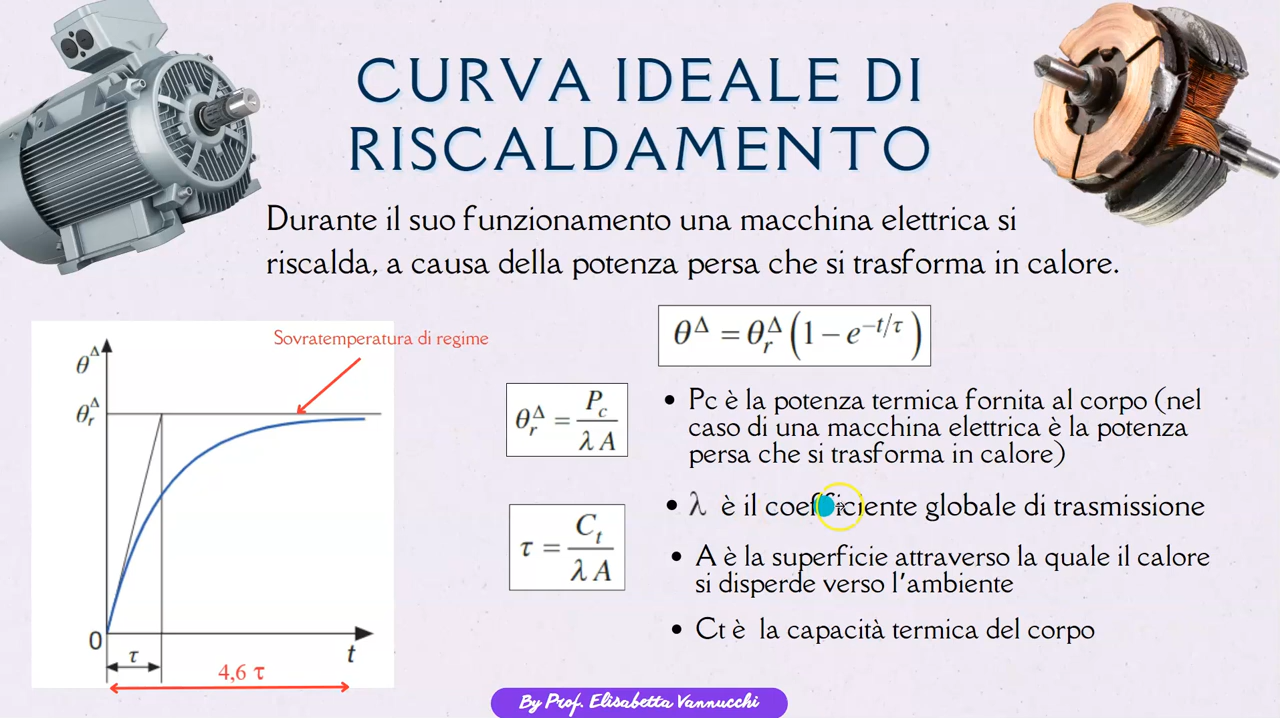 CURVA IDEALE DI
RISCALDAMENTO
Durante il suo funzionamento una macchina elettrica si
riscalda, a causa della potenza persa che si trasforma in calore.
Sovratemperatura di regime
θ^Δ
θ_r^Δ
0
τ
t
4,6 τ
θ^Δ = θ_r^Δ (1 − e^{−t/τ})
θ_r^Δ = P_c / λ A
τ = C_t / λ A
• Pc è la potenza termica fornita al corpo (nel
caso di una macchina elettrica è la potenza
persa che si trasforma in calore)
• λ è il coefficiente globale di trasmissione
• A è la superficie attraverso la quale il calore
si disperde verso l'ambiente
• Ct è la capacità termica del corpo
By Prof. Elisabetta Vannucchi